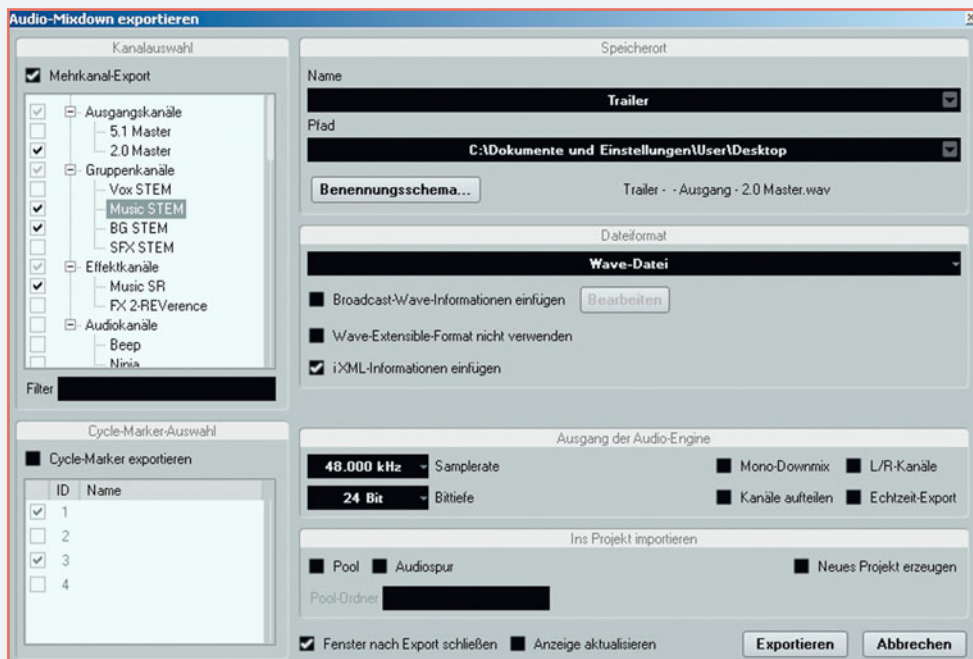 Audio-Mixdown exportieren
Kanalauswahl
Mehrkanal-Export
Ausgangskanäle
5.1 Master
2.0 Master
Gruppenkanäle
Vox STEM
Music STEM
BG STEM
SFX STEM
Effektkanäle
Music SR
FX 2-REVerence
Audiokanäle
Beep
Ninja
Filter
Cycle-Marker-Auswahl
Cycle-Marker exportieren
ID Name
1
2
3
4
Speicherort
Name
Trailer
Pfad
C:\Dokumente und Einstellungen\User\Desktop
Benennungsschema... Trailer - - Ausgang - 2.0 Master.wav
Dateiformat
Wave-Datei
Broadcast-Wave-Informationen einfügen Bearbeiten
Wave-Extensible-Format nicht verwenden
iXML-Informationen einfügen
Ausgang der Audio-Engine
48.000 kHz Samplerate Mono-Downmix L/R-Kanäle
24 Bit Bittiefe Kanäle aufteilen Echtzeit-Export
Ins Projekt importieren
Pool Audiospur Neues Projekt erzeugen
Pool-Ordner
Fenster nach Export schließen Anzeige aktualisieren Exportieren Abbrechen